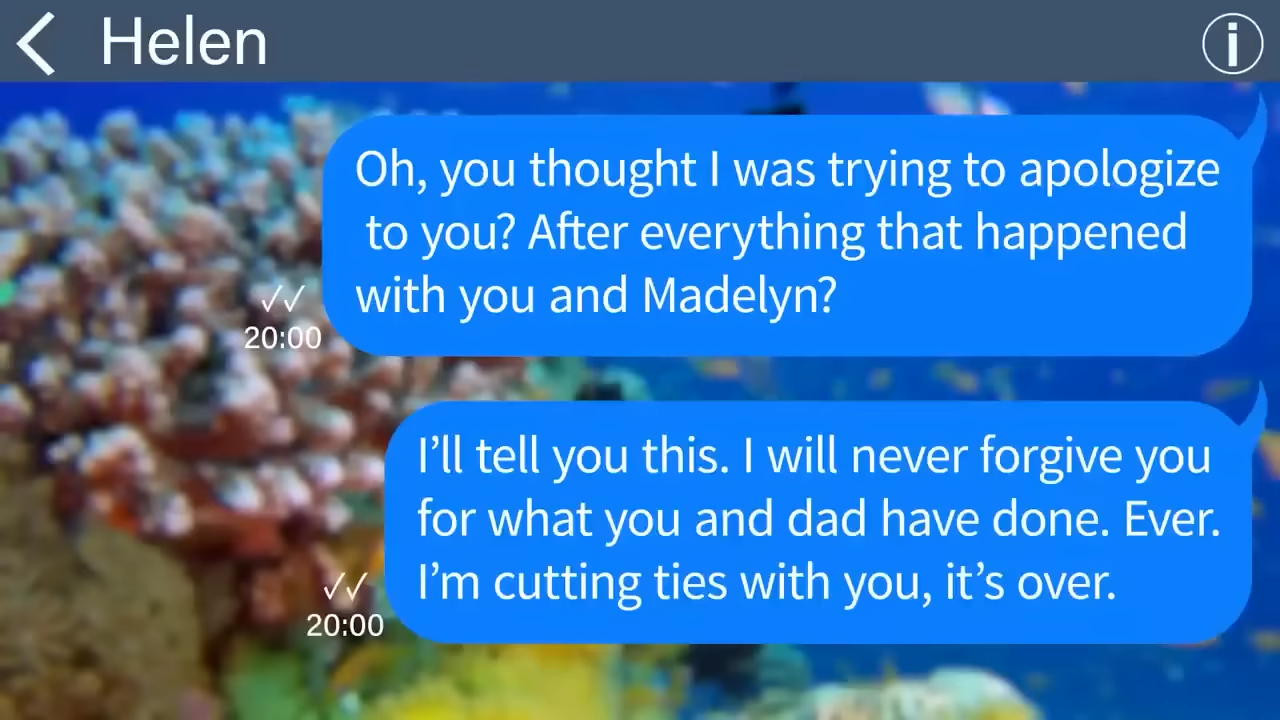 Helen
Oh, you thought I was trying to apologize
to you? After everything that happened
with you and Madelyn?
20:00
I’ll tell you this. I will never forgive you
for what you and dad have done. Ever.
I’m cutting ties with you, it’s over.
20:00